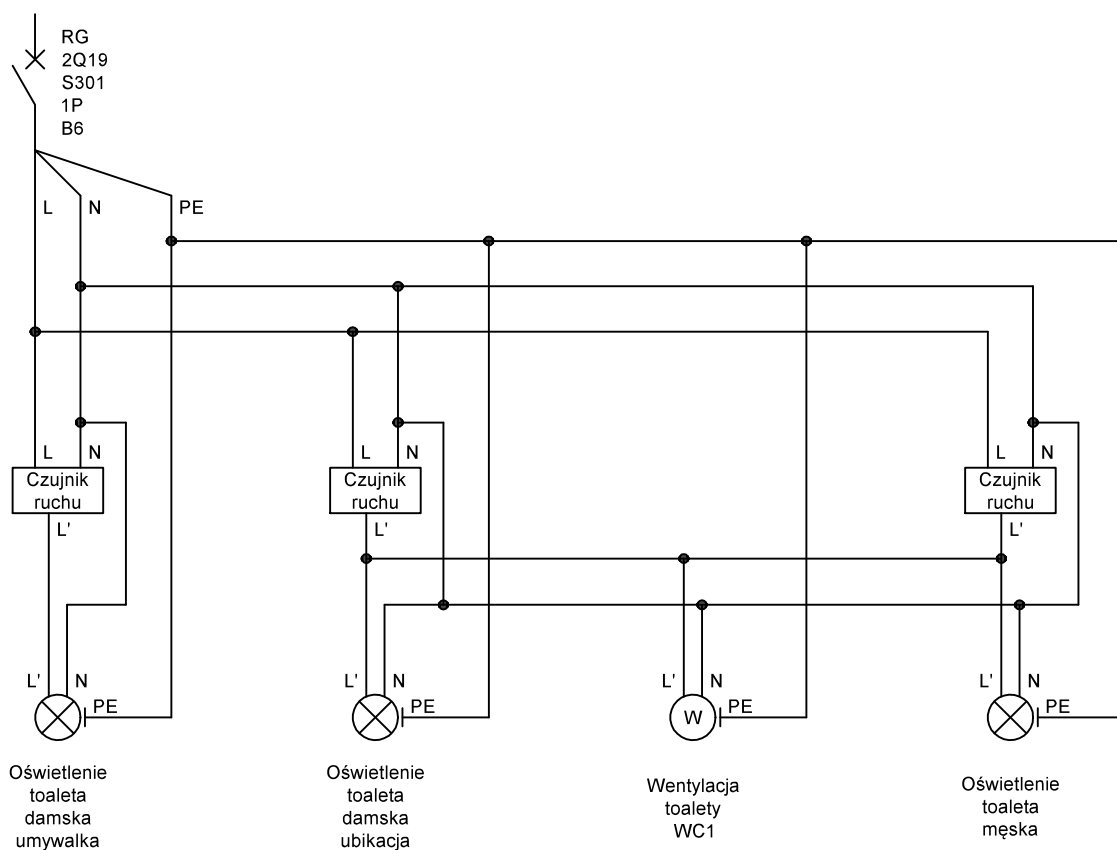 RG
2Q19
S301
1P
B6
L N PE
L N
Czujnik
ruchu
L'
L N
Czujnik
ruchu
L'
L N
Czujnik
ruchu
L'
L' N
PE
L' N
PE
L' N
W PE
L' N
PE
Oświetlenie
toaleta
damska
umywalka
Oświetlenie
toaleta
damska
ubikacja
Wentylacja
toalety
WC1
Oświetlenie
toaleta
męska